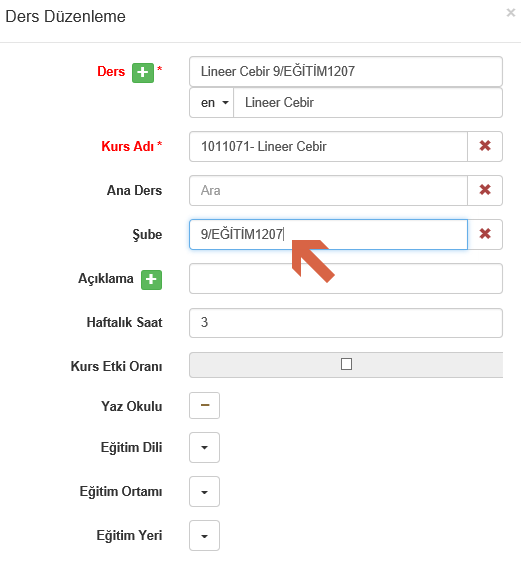 Ders Düzenleme ×
Ders + * Lineer Cebir 9/EĞİTİM1207
en Lineer Cebir
Kurs Adı * 1011071- Lineer Cebir
Ana Ders Ara
Şube 9/EĞİTİM1207
Açıklama +
Haftalık Saat 3
Kurs Etki Oranı
Yaz Okulu
Eğitim Dili
Eğitim Ortamı
Eğitim Yeri